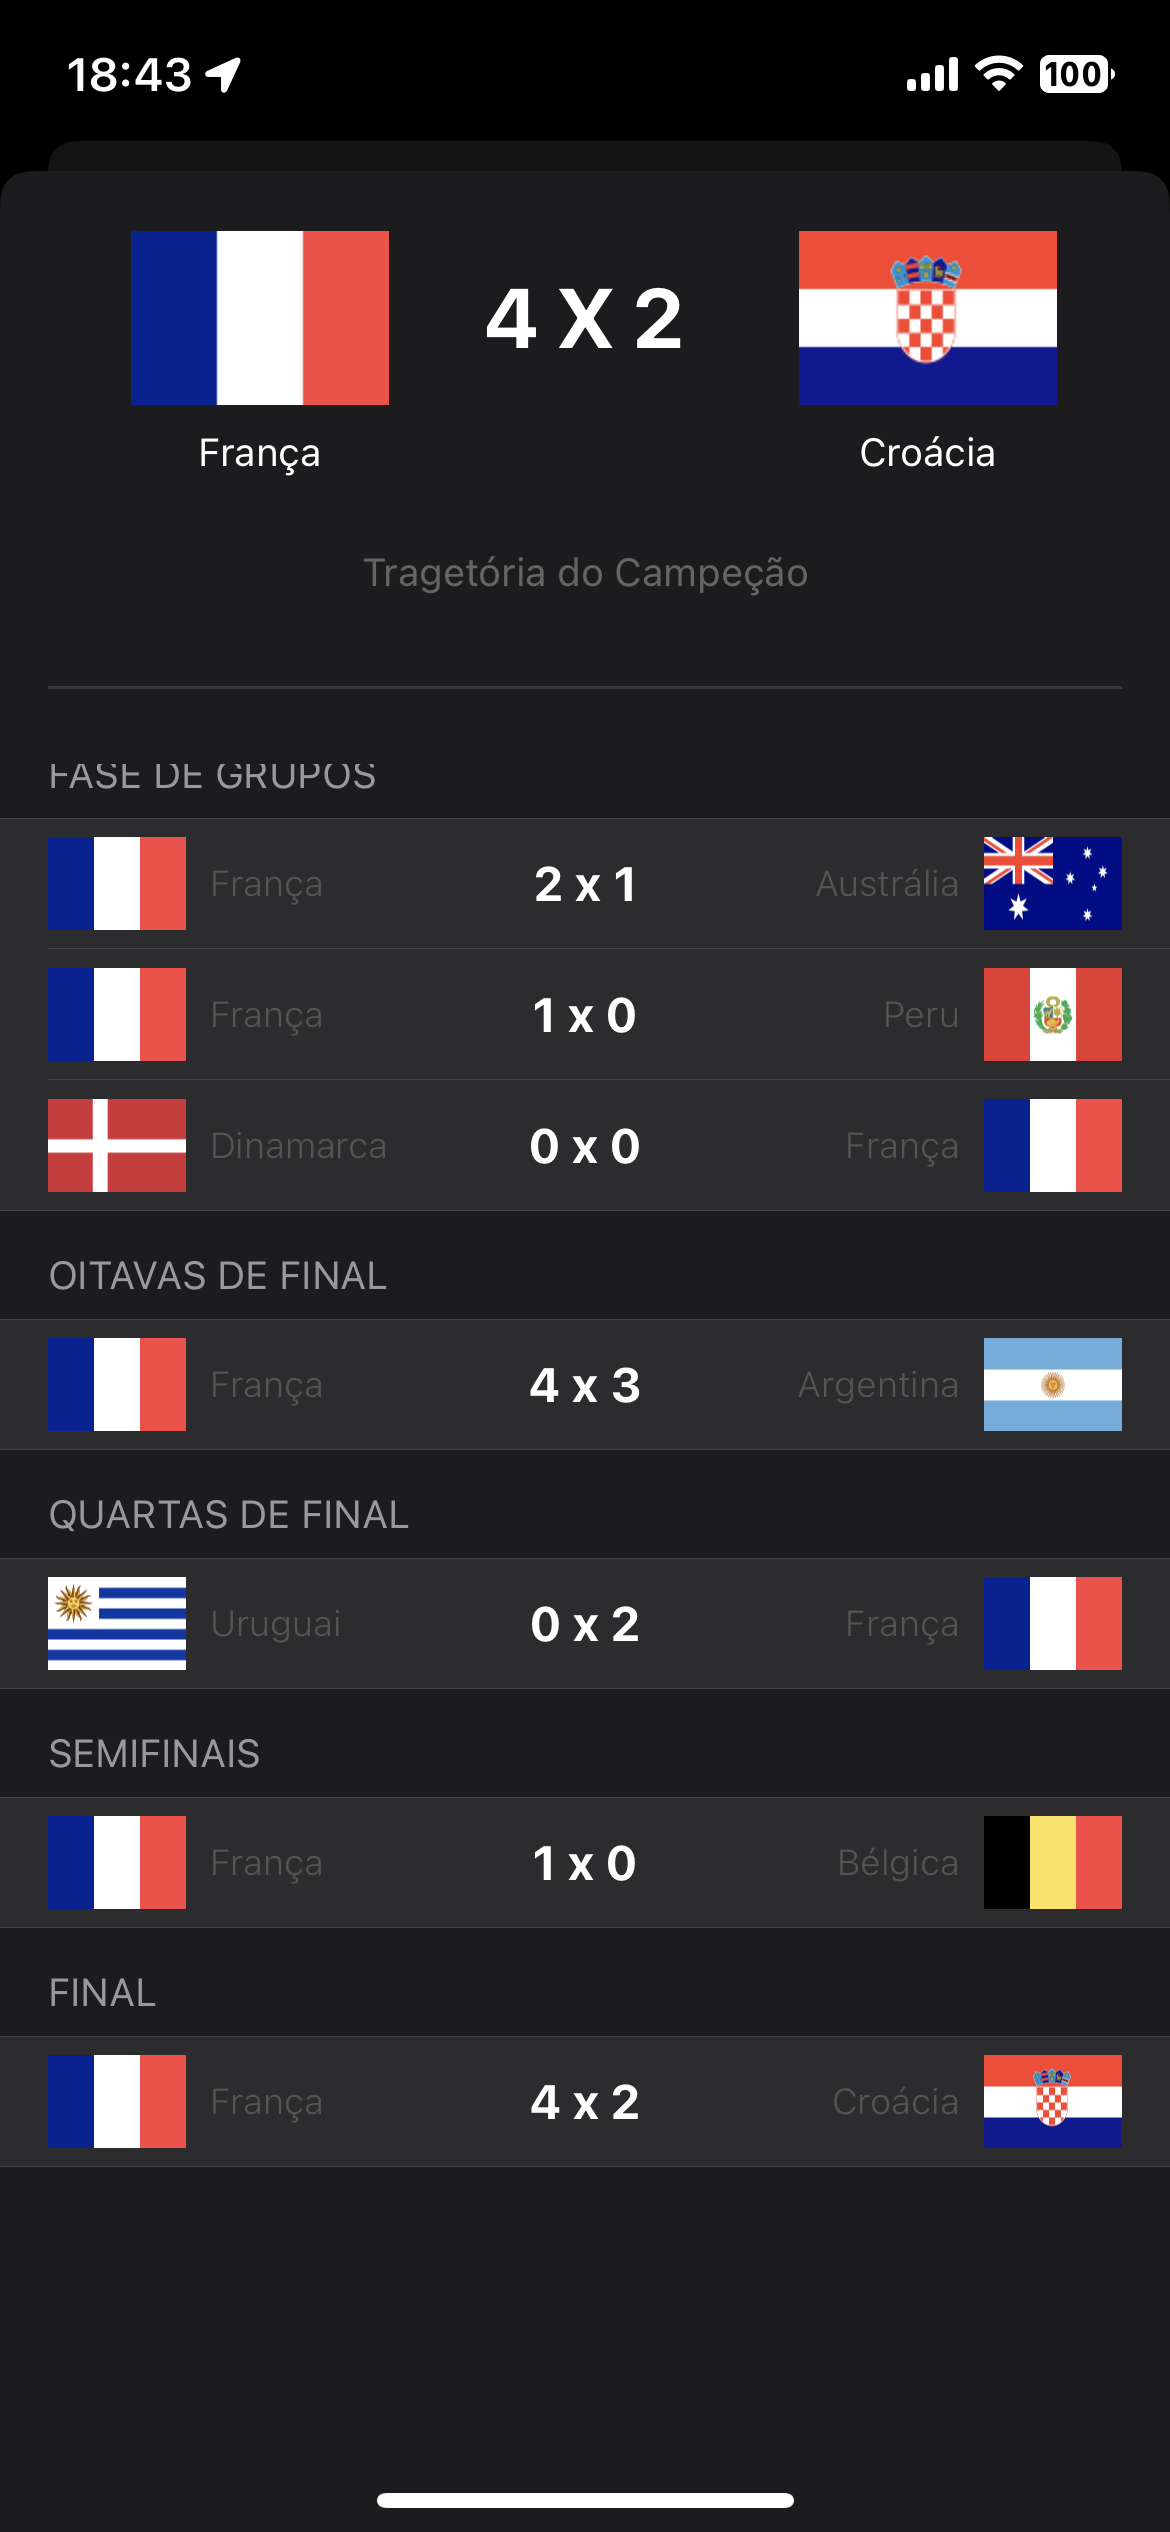 18:43
100
4 X 2
França
Croácia
Tragetória do Campeção
FASE DE GRUPOS
França 2 x 1 Austrália
França 1 x 0 Peru
Dinamarca 0 x 0 França
OITAVAS DE FINAL
França 4 x 3 Argentina
QUARTAS DE FINAL
Uruguai 0 x 2 França
SEMIFINAIS
França 1 x 0 Bélgica
FINAL
França 4 x 2 Croácia